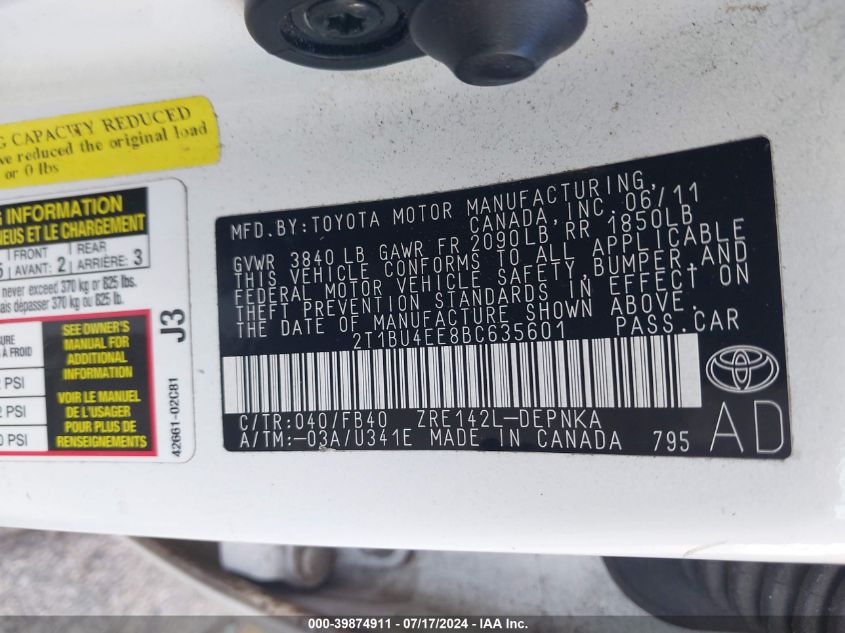 G CAPACITY REDUCED
ve reduced the original load
or 0 lbs
G INFORMATION
NEUS ET LE CHARGEMENT
5 FRONT AVANT: 2 REAR ARRIÈRE: 3
never exceed 370 kg or 825 lbs.
ais dépasser 370 kg ou 825 lb.
SURE
À FROID
PSI
PSI
0 PSI
SEE OWNER'S
MANUAL FOR
ADDITIONAL
INFORMATION
VOIR LE MANUEL
DE L'USAGER
POUR PLUS DE
RENSEIGNEMENTS
J3
42661-02C81
MFD. BY: TOYOTA MOTOR MANUFACTURING,
CANADA, INC. 06/11
GVWR 3840 LB GAWR FR 2090LB, RR 1850LB
THIS VEHICLE CONFORMS TO ALL APPLICABLE
FEDERAL MOTOR VEHICLE SAFETY, BUMPER, AND
THEFT PREVENTION STANDARDS IN EFFECT ON
THE DATE OF MANUFACTURE SHOWN ABOVE.
2T1BU4EE8BC635601 PASS. CAR
C/TR: 040/FB40 ZRE142L-DEPNKA
A/TM: -03A/U341E MADE IN CANADA 795
AD
000-39874911 - 07/17/2024 - IAA Inc.